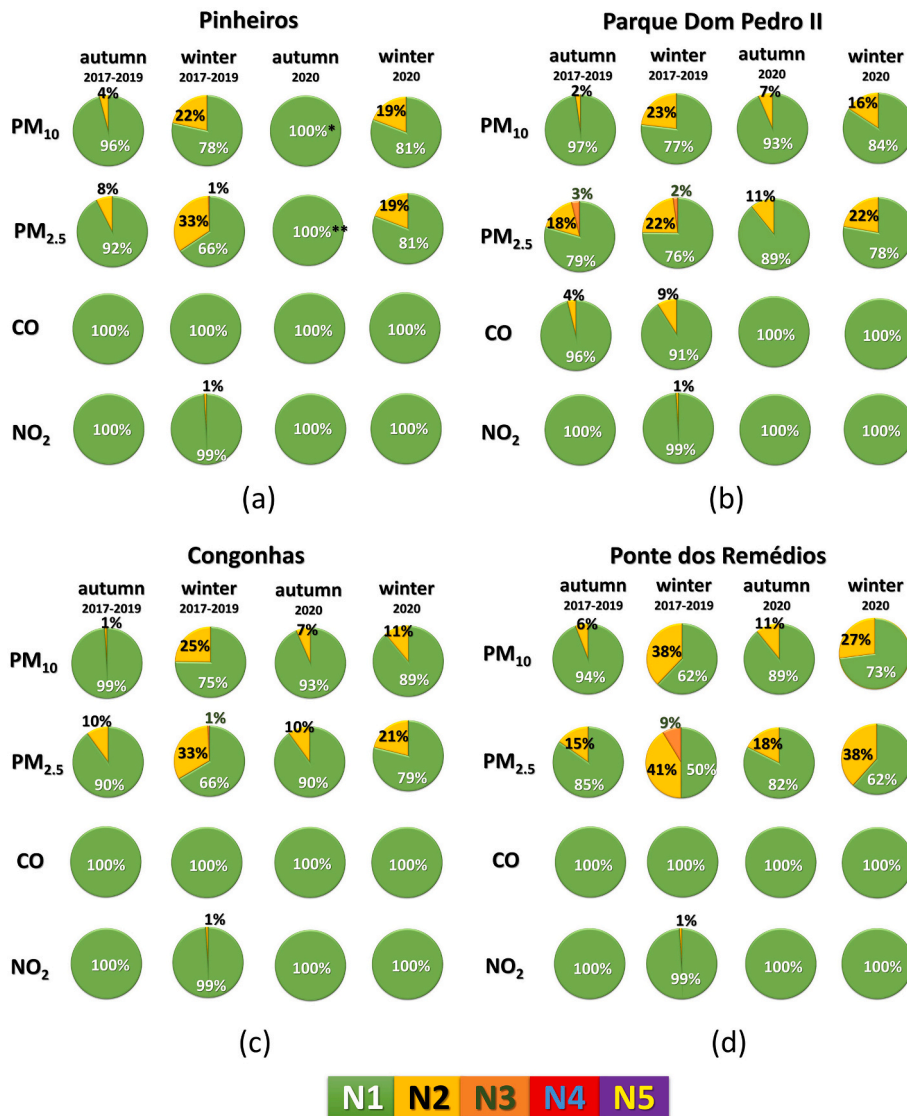 Pinheiros
autumn winter autumn winter
2017-2019 2017-2019 2020 2020
4% 22% 19%
PM10 96% 78% 100%* 81%
8% 33% 1% 19%
PM2.5 92% 66% 100%** 81%
CO 100% 100% 100% 100%
1%
NO2 100% 99% 100% 100%
(a)
Parque Dom Pedro II
autumn winter autumn winter
2017-2019 2017-2019 2020 2020
2% 23% 7% 16%
PM10 97% 77% 93% 84%
18% 3% 22% 2% 11% 22%
PM2.5 79% 76% 89% 78%
4% 9%
CO 96% 91% 100% 100%
1%
NO2 100% 99% 100% 100%
(b)
Congonhas
autumn winter autumn winter
2017-2019 2017-2019 2020 2020
1% 25% 7% 11%
PM10 99% 75% 93% 89%
10% 33% 1% 10% 21%
PM2.5 90% 66% 90% 79%
CO 100% 100% 100% 100%
1%
NO2 100% 99% 100% 100%
(c)
Ponte dos Remédios
autumn winter autumn winter
2017-2019 2017-2019 2020 2020
6% 38% 11% 27%
PM10 94% 62% 89% 73%
15% 9% 18% 38%
PM2.5 85% 41% 50% 82% 62%
CO 100% 100% 100% 100%
1%
NO2 100% 99% 100% 100%
(d)
N1 N2 N3 N4 N5